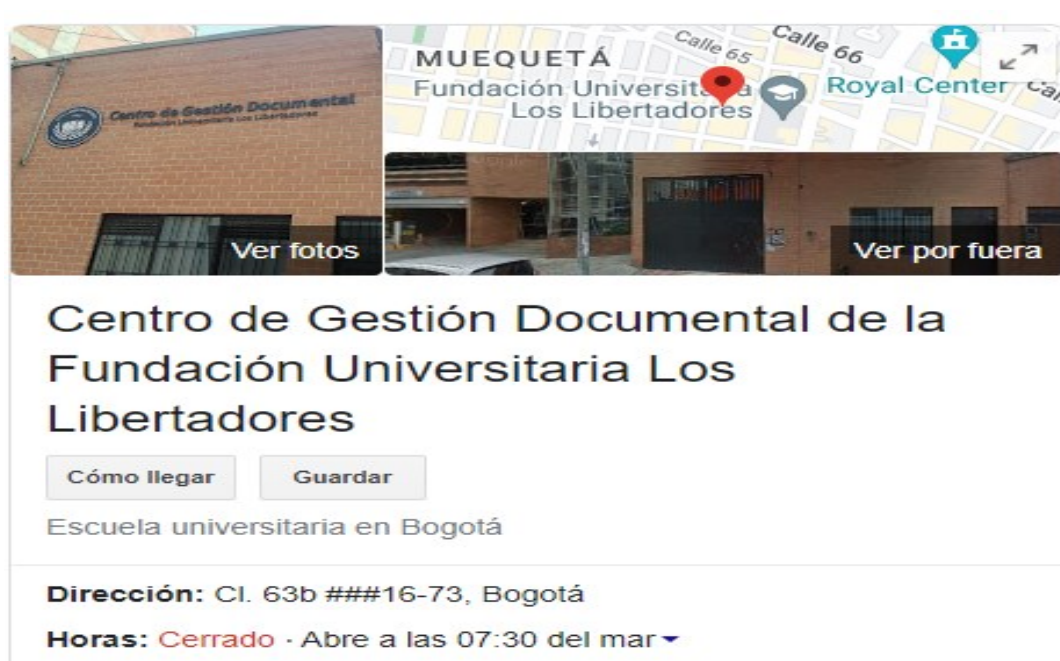 Centro de Gestión Documental
Fundación Universitaria Los Libertadores
Ver fotos
Calle 65
Calle 66
MUEQUETÁ
Fundación Universita a
Los Libertadores
Royal Center
Cal
Ver por fuera
Centro de Gestión Documental de la
Fundación Universitaria Los
Libertadores
Cómo llegar
Guardar
Escuela universitaria en Bogotá
Dirección: Cl. 63b ###16-73, Bogotá
Horas: Cerrado · Abre a las 07:30 del mar